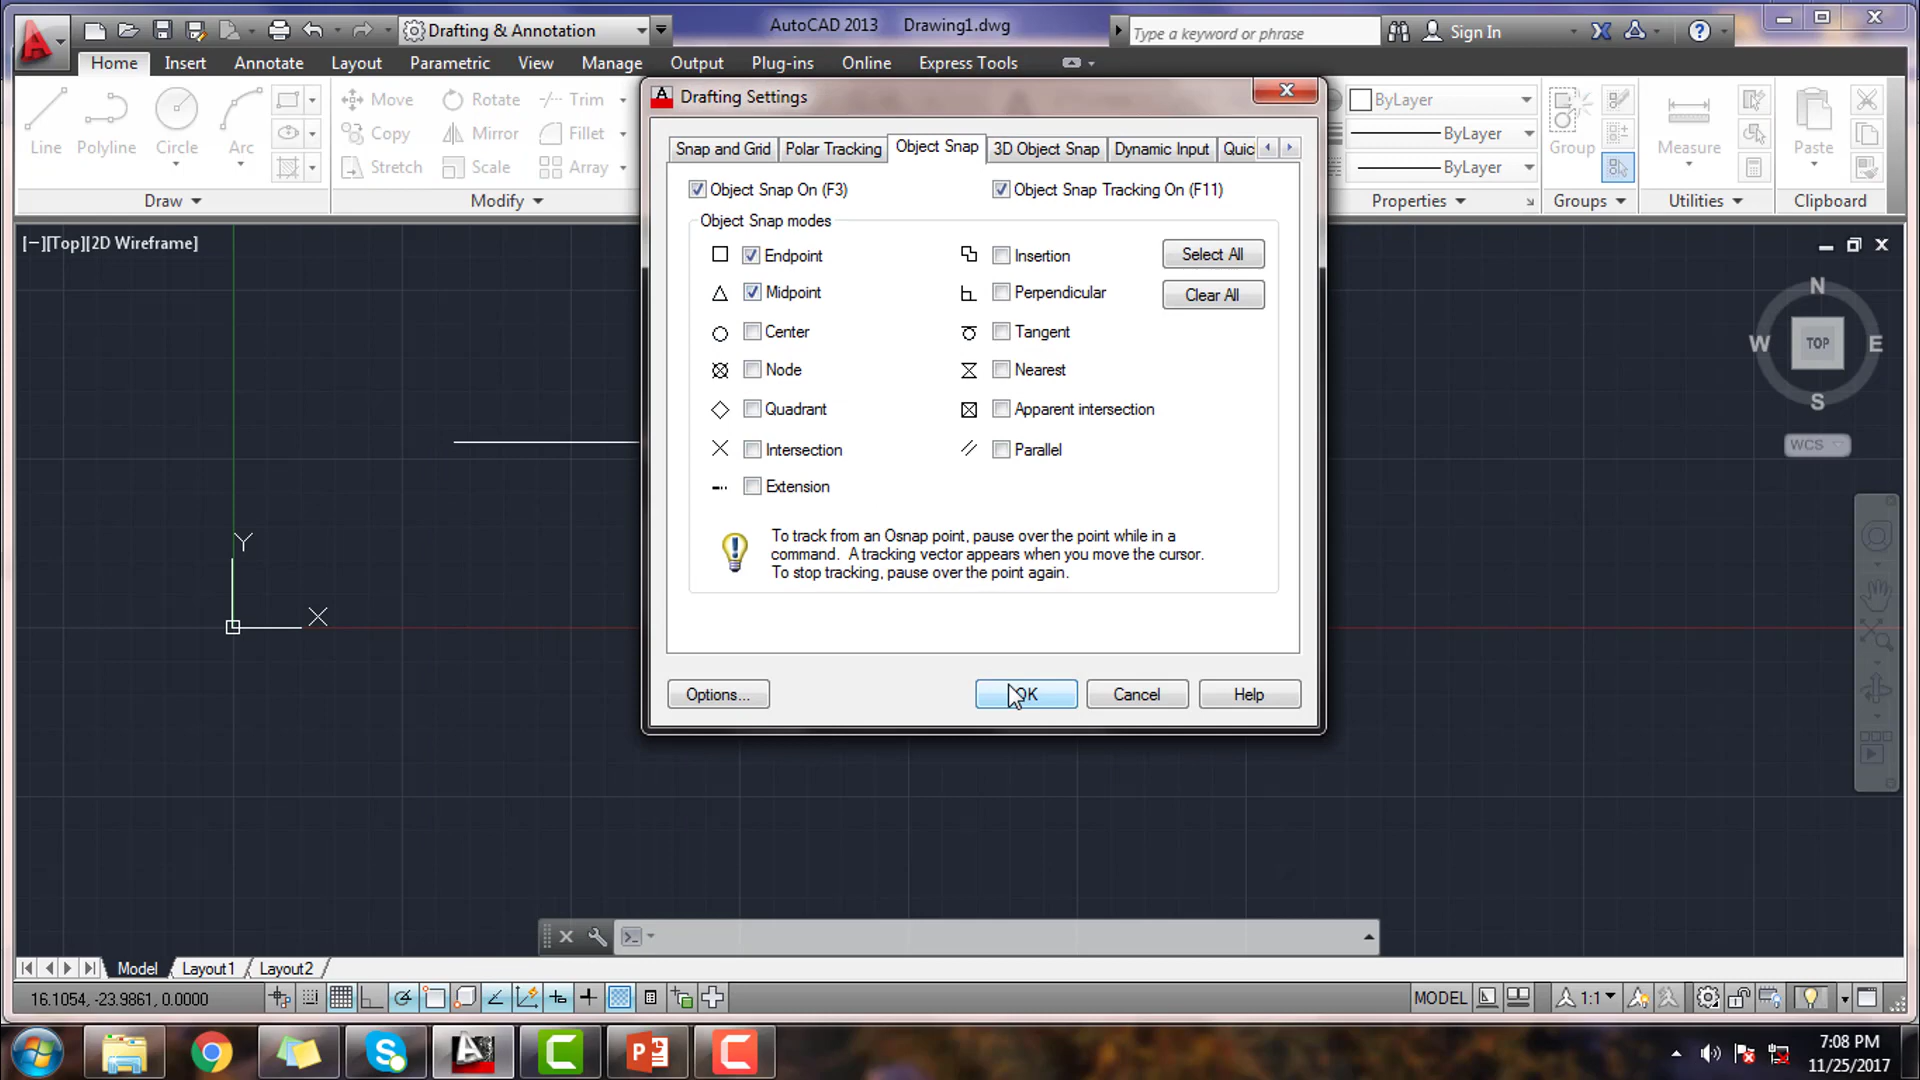 Drafting & Annotation
AutoCAD 2013 Drawing1.dwg
Type a keyword or phrase
Sign In
Home Insert Annotate Layout Parametric View Manage Output Plug-ins Online Express Tools
Line Polyline Circle Arc
Move Rotate Trim
Copy Mirror Fillet
Stretch Scale Array
Draw Modify
ByLayer
ByLayer
ByLayer
Group Measure Paste
Properties Groups Utilities Clipboard
Drafting Settings
Snap and Grid Polar Tracking Object Snap 3D Object Snap Dynamic Input Quic
Object Snap On (F3) Object Snap Tracking On (F11)
Object Snap modes
Endpoint Insertion Select All
Midpoint Perpendicular Clear All
Center Tangent
Node Nearest
Quadrant Apparent intersection
Intersection Parallel
Extension
To track from an Osnap point, pause over the point while in a
command. A tracking vector appears when you move the cursor.
To stop tracking, pause over the point again.
Options... OK Cancel Help
[−][Top][2D Wireframe]
N
W TOP E
S
WCS
Y
X
Model Layout1 Layout2
16.1054, -23.9861, 0.0000
MODEL 1:1
7:08 PM
11/25/2017